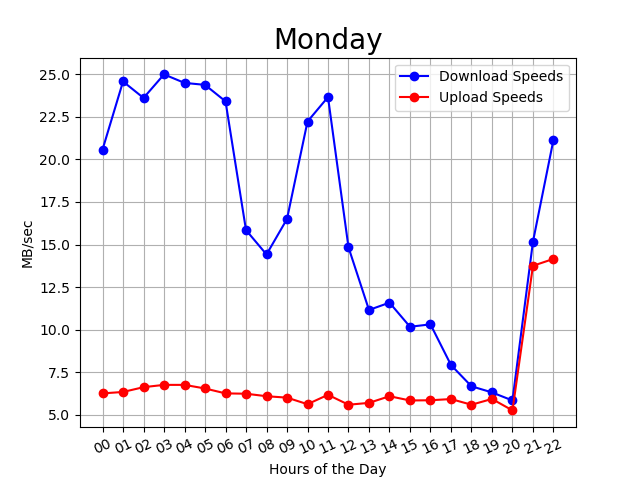 Monday
Download Speeds
Upload Speeds
25.0
22.5
20.0
17.5
15.0
12.5
10.0
7.5
5.0
MB/sec
00 01 02 03 04 05 06 07 08 09 10 11 12 13 14 15 16 17 18 19 20 21 22
Hours of the Day